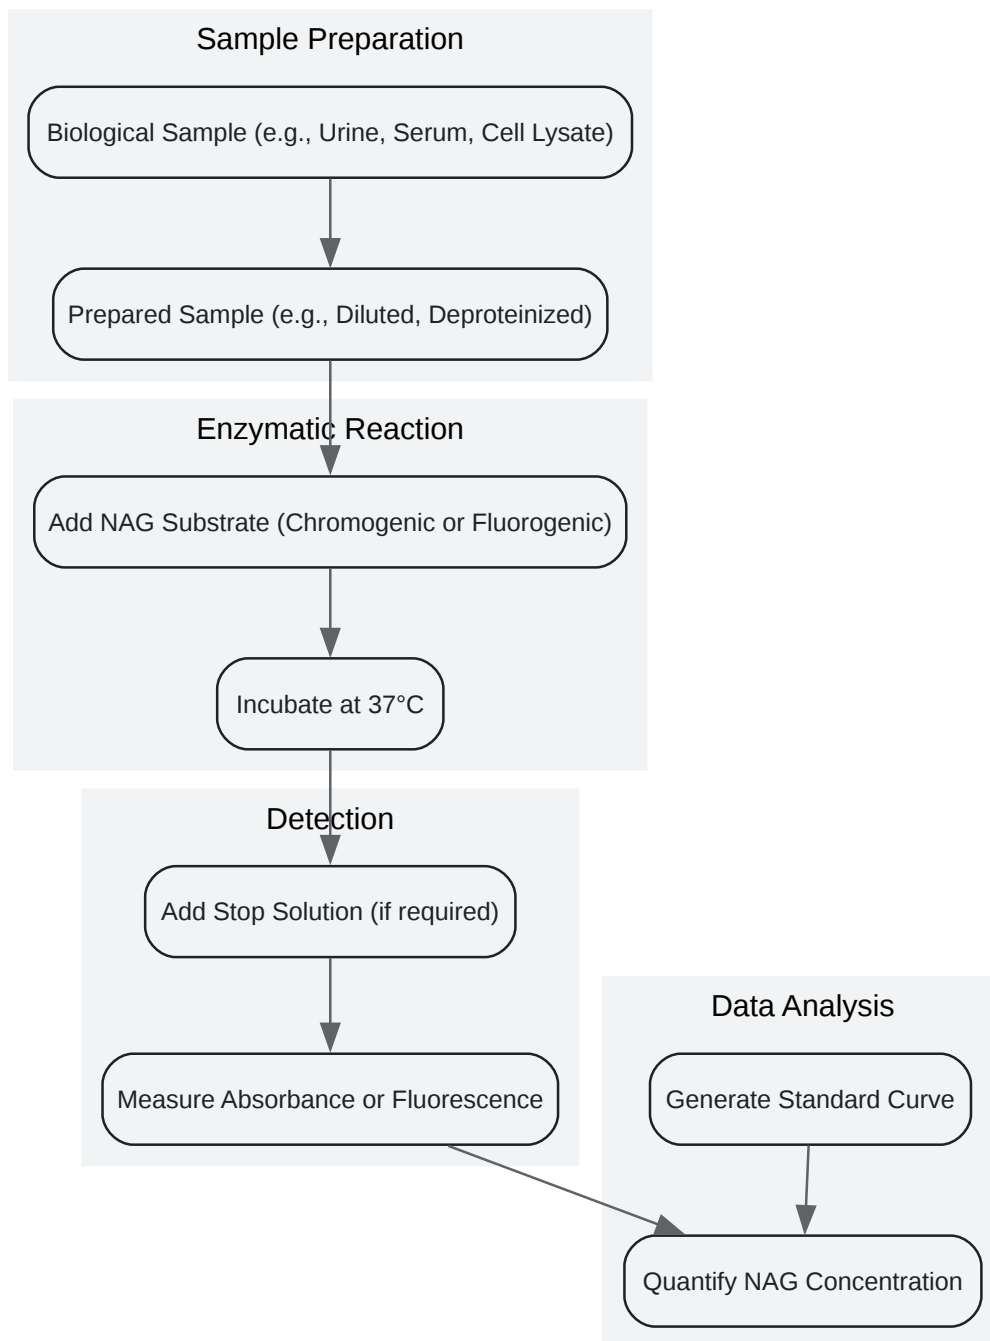 Sample Preparation
Biological Sample (e.g., Urine, Serum, Cell Lysate)
Prepared Sample (e.g., Diluted, Deproteinized)
Enzymatic Reaction
Add NAG Substrate (Chromogenic or Fluorogenic)
Incubate at 37°C
Detection
Add Stop Solution (if required)
Measure Absorbance or Fluorescence
Data Analysis
Generate Standard Curve
Quantify NAG Concentration